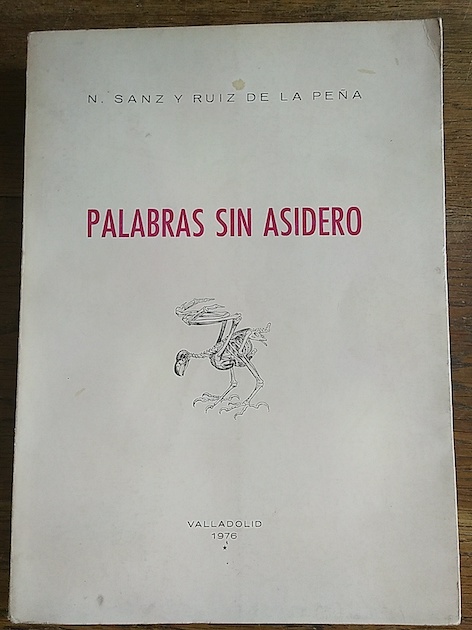 N. SANZ Y RUIZ DE LA PEÑA
PALABRAS SIN ASIDERO
VALLADOLID
1976